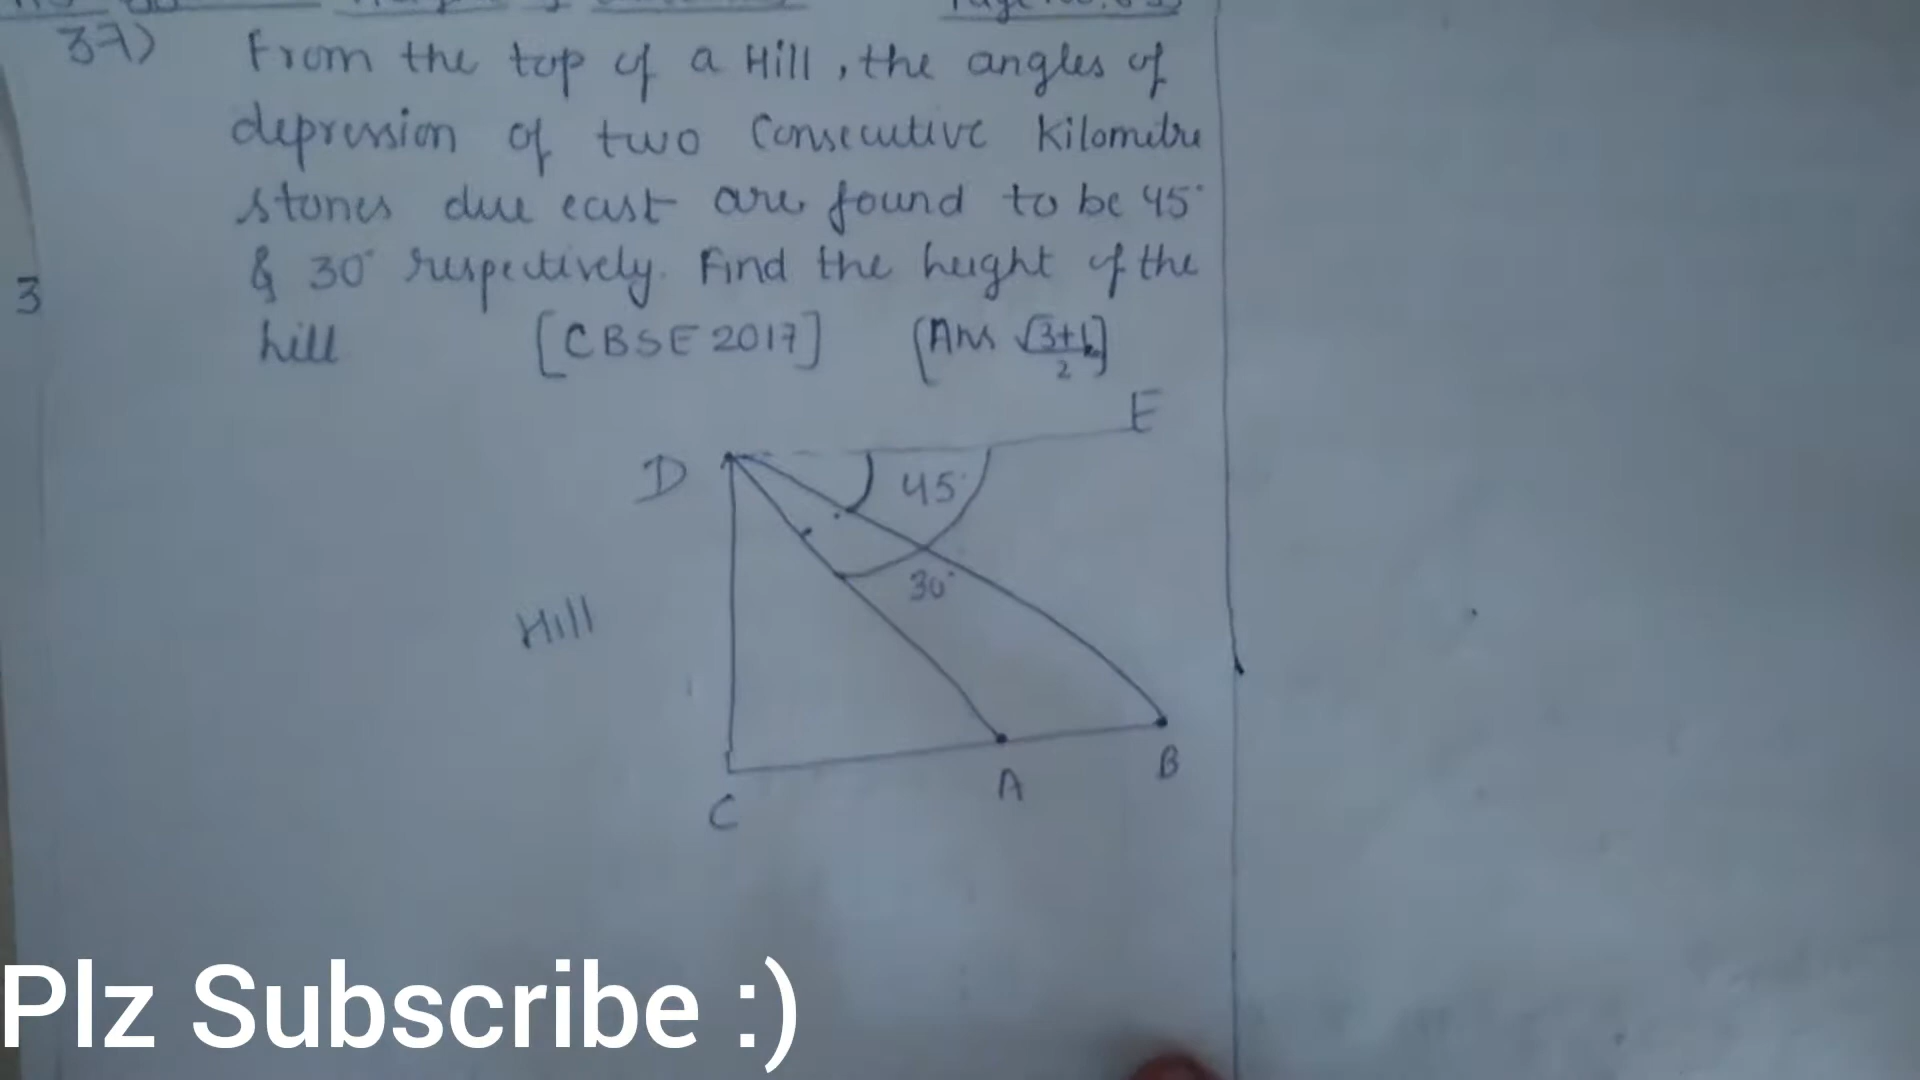 37)
From the top of a Hill, the angles of
depression of two Consecutive Kilometre
stones due east are found to be 45°
& 30° respectively. Find the height of the
hill [CBSE 2017] [Ans √3+1/2]
3
E
D
45°
30°
Hill
A
B
C
Plz Subscribe :)